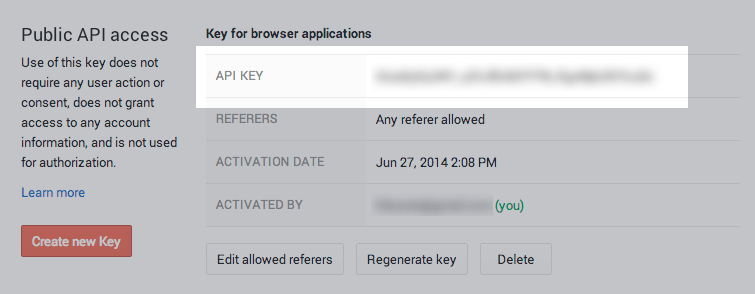 Public API access
Use of this key does not
require any user action or
consent, does not grant
access to any account
information, and is not used
for authorization.
Learn more
Create new Key
Key for browser applications
API KEY
REFERERS Any referer allowed
ACTIVATION DATE Jun 27, 2014 2:08 PM
ACTIVATED BY (you)
Edit allowed referers Regenerate key Delete